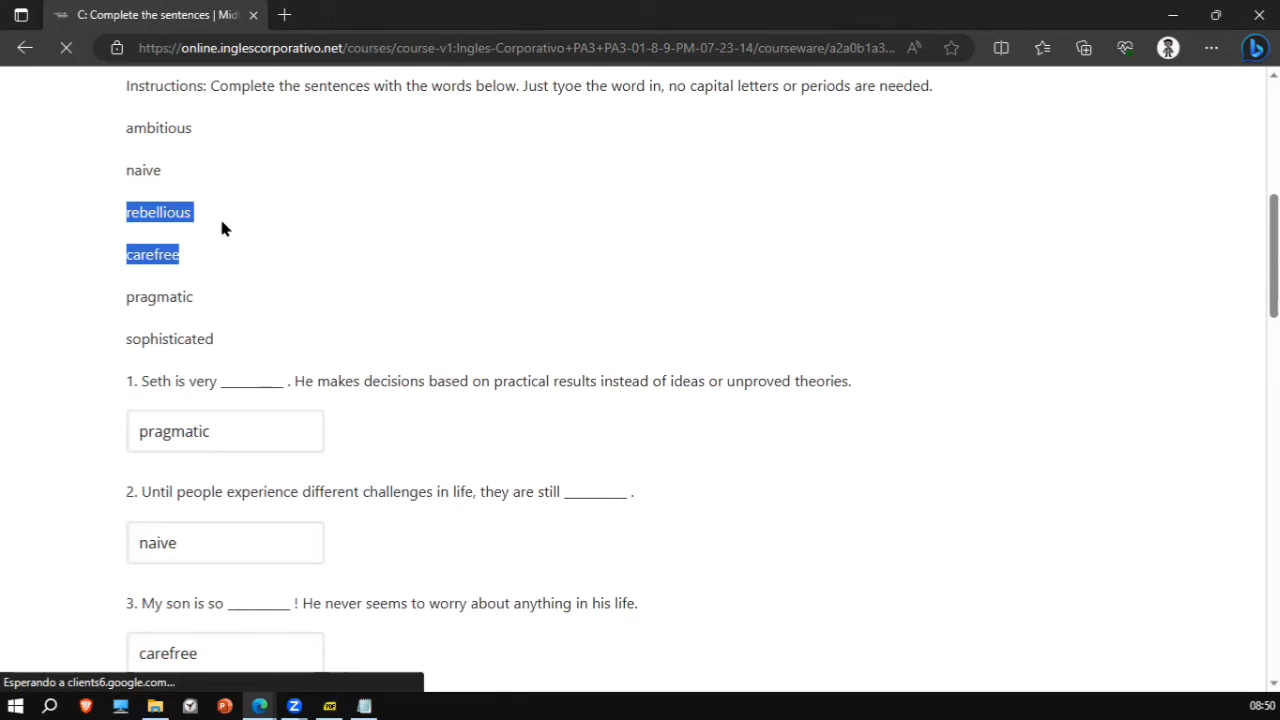 C: Complete the sentences | Mid
https://online.inglescorporativo.net/courses/course-v1:Ingles-Corporativo+PA3+PA3-01-8-9-PM-07-23-14/courseware/a2a0b1a3...
Instructions: Complete the sentences with the words below. Just tyoe the word in, no capital letters or periods are needed.
ambitious
naive
rebellious
carefree
pragmatic
sophisticated
1. Seth is very ________ . He makes decisions based on practical results instead of ideas or unproved theories.
pragmatic
2. Until people experience different challenges in life, they are still ________ .
naive
3. My son is so ________ ! He never seems to worry about anything in his life.
carefree
Esperando a clients6.google.com...
08:50